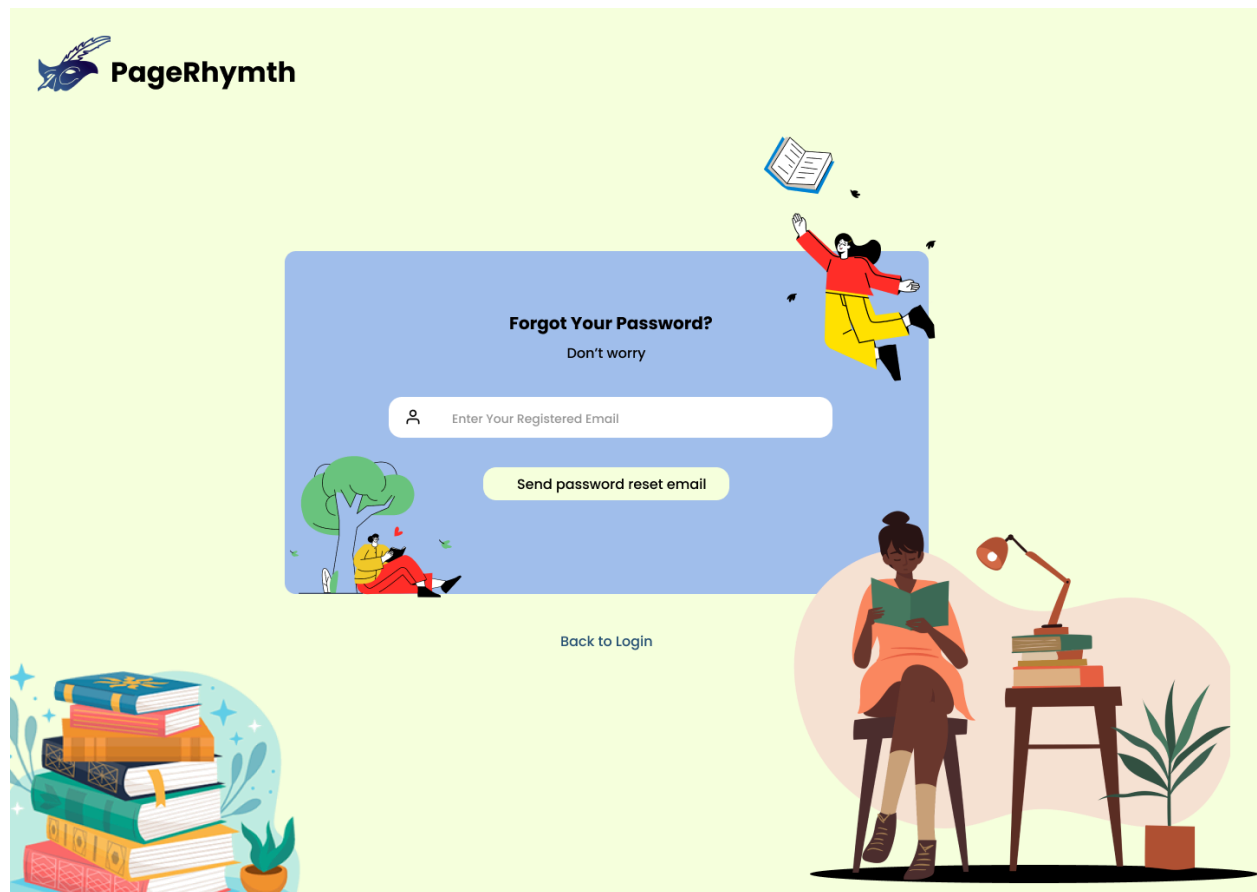 PageRhymth
Forgot Your Password?
Don’t worry
Enter Your Registered Email
Send password reset email
Back to Login